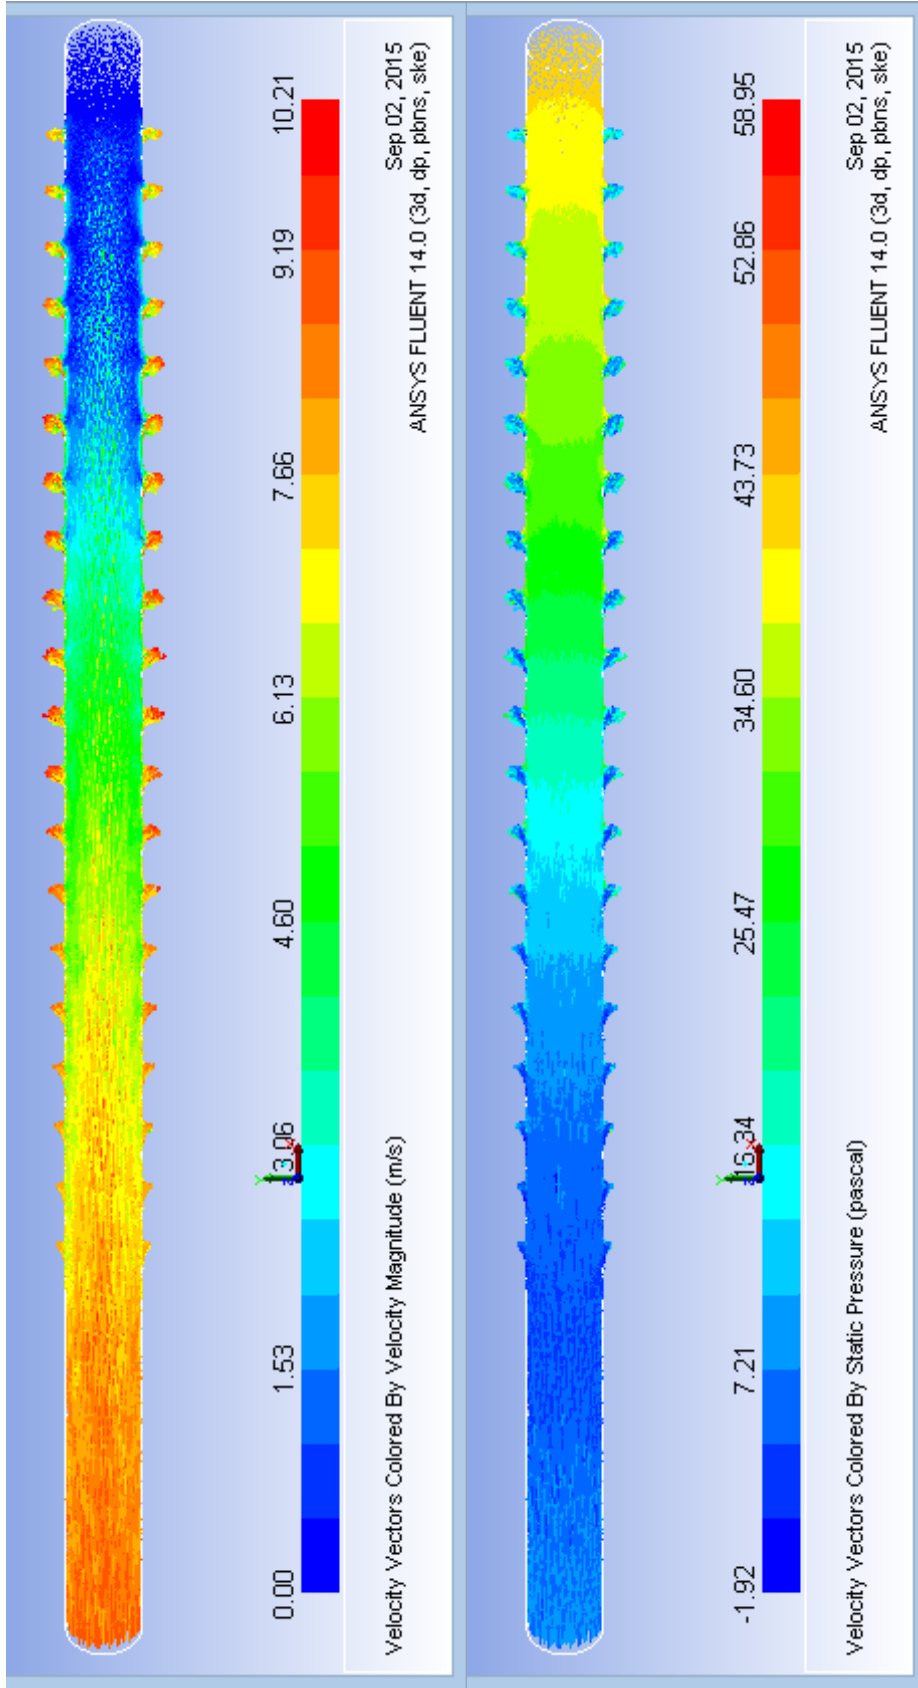 0.00 1.53 3.06 4.60 6.13 7.66 9.19 10.21
Y
X
Velocity Vectors Colored By Velocity Magnitude (m/s) Sep 02, 2015
ANSYS FLUENT 14.0 (3d, dp, pbns, ske)
-1.92 7.21 16.34 25.47 34.60 43.73 52.86 58.95
Y
X
Velocity Vectors Colored By Static Pressure (pascal) Sep 02, 2015
ANSYS FLUENT 14.0 (3d, dp, pbns, ske)